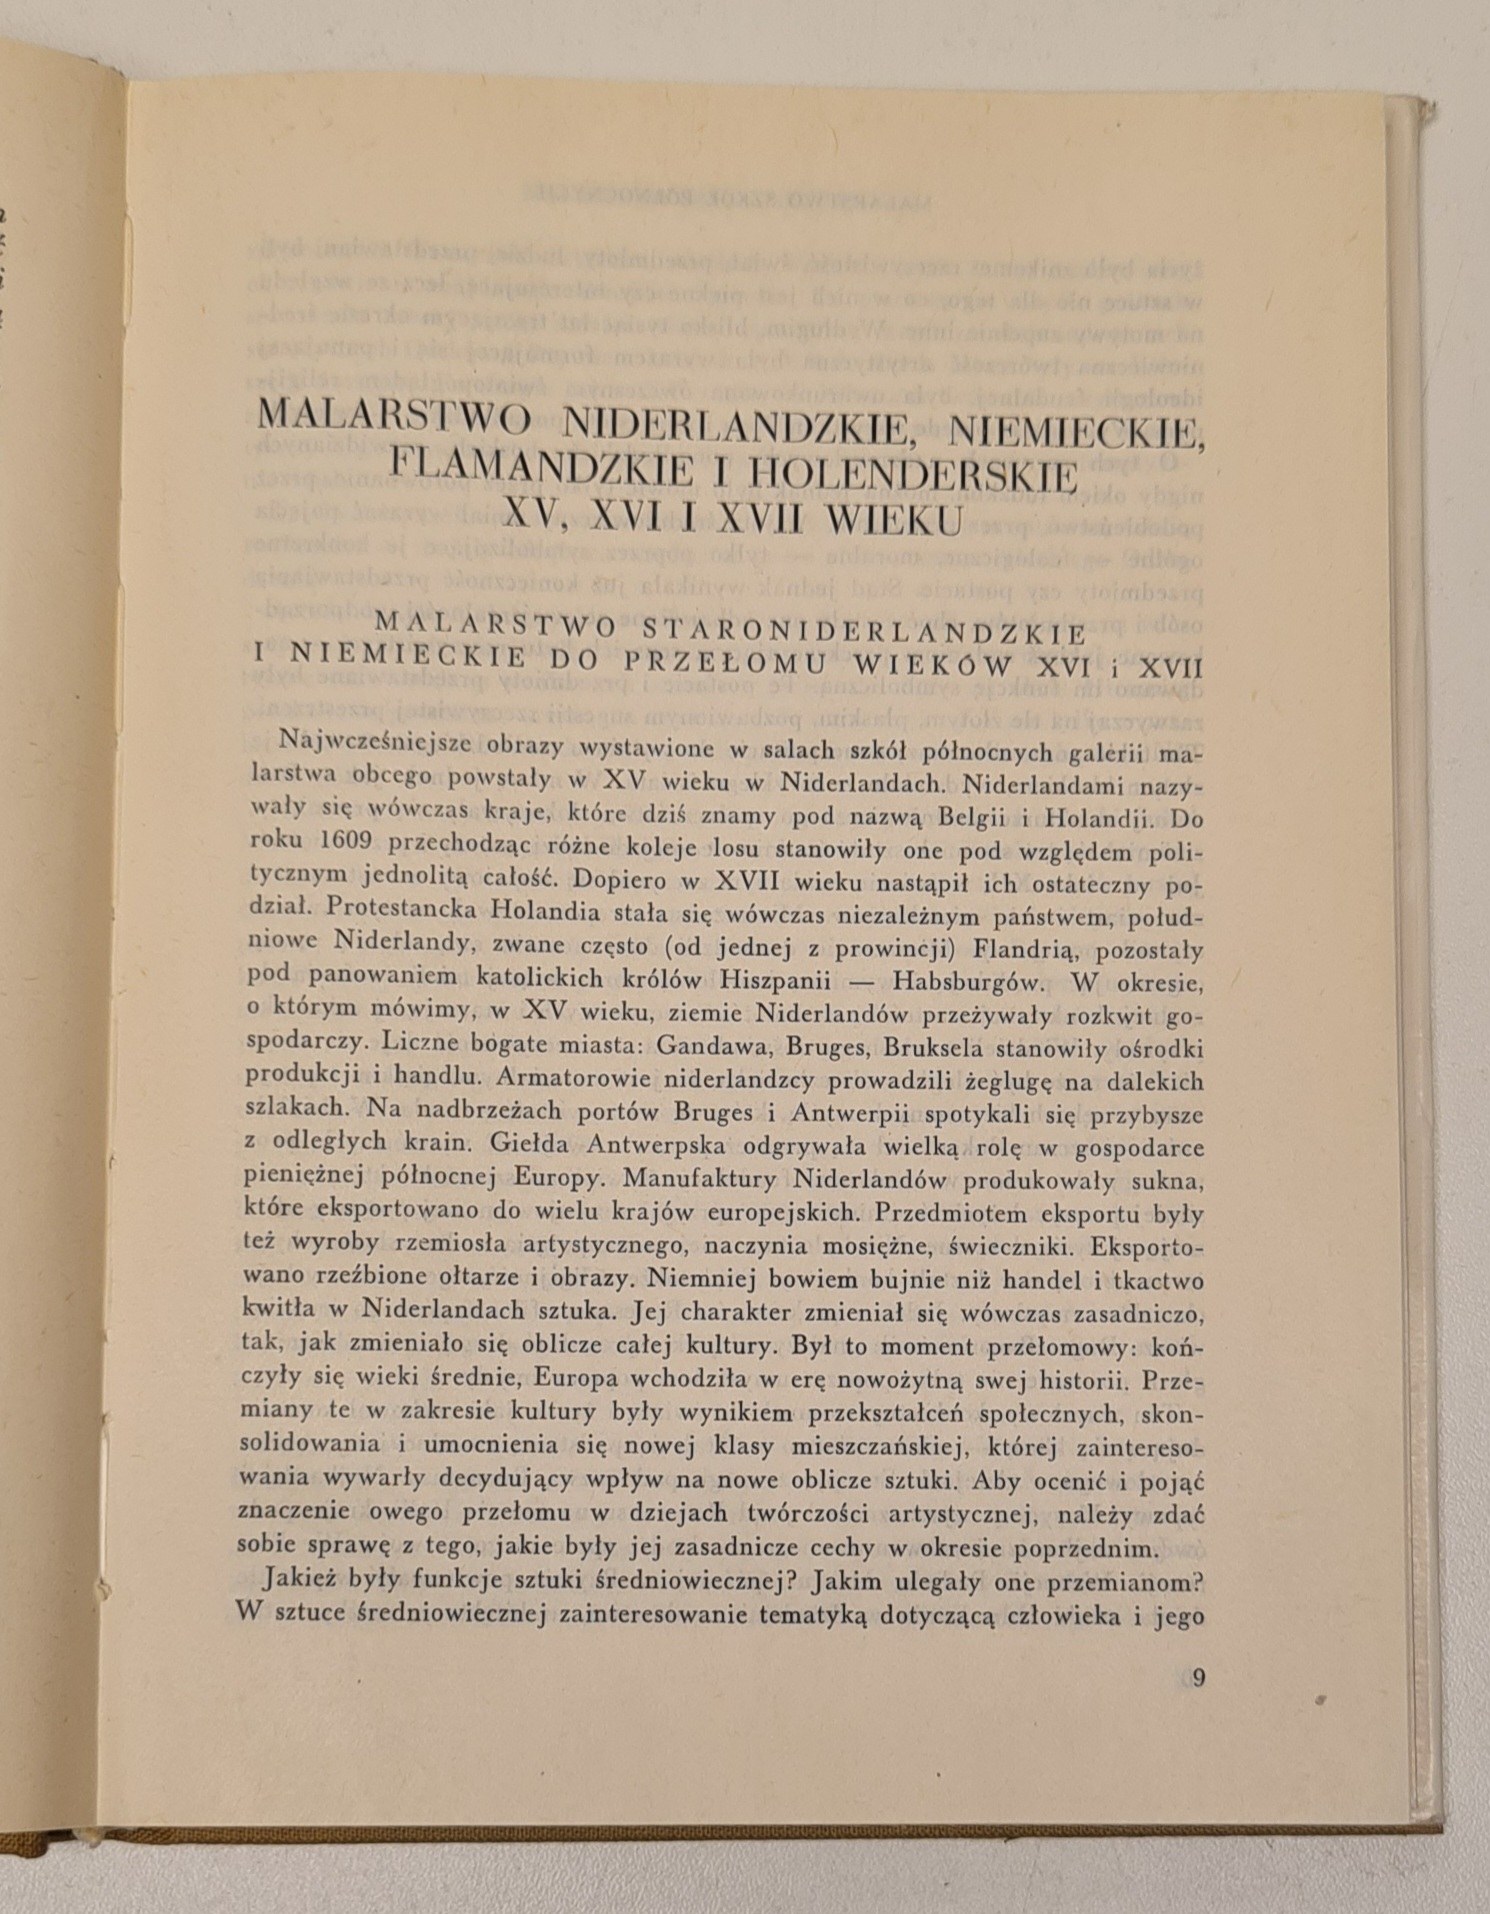 MALARSTWO NIDERLANDZKIE, NIEMIECKIE,
FLAMANDZKIE I HOLENDERSKIE
XV, XVI I XVII WIEKU
MALARSTWO STARONIDERLANDZKIE
I NIEMIECKIE DO PRZEŁOMU WIEKÓW XVI i XVII
Najwcześniejsze obrazy wystawione w salach szkół północnych galerii ma-
larstwa obcego powstały w XV wieku w Niderlandach. Niderlandami nazy-
wały się wówczas kraje, które dziś znamy pod nazwą Belgii i Holandii. Do
roku 1609 przechodząc różne koleje losu stanowiły one pod względem poli-
tycznym jednolitą całość. Dopiero w XVII wieku nastąpił ich ostateczny po-
dział. Protestancka Holandia stała się wówczas niezależnym państwem, połud-
niowe Niderlandy, zwane często (od jednej z prowincji) Flandrią, pozostały
pod panowaniem katolickich królów Hiszpanii — Habsburgów. W okresie,
o którym mówimy, w XV wieku, ziemie Niderlandów przeżywały rozkwit go-
spodarczy. Liczne bogate miasta: Gandawa, Bruges, Bruksela stanowiły ośrodki
produkcji i handlu. Armatorowie niderlandzcy prowadzili żeglugę na dalekich
szlakach. Na nadbrzeżach portów Bruges i Antwerpii spotykali się przybysze
z odległych krain. Giełda Antwerpska odgrywała wielką rolę w gospodarce
pieniężnej północnej Europy. Manufaktury Niderlandów produkowały sukna,
które eksportowano do wielu krajów europejskich. Przedmiotem eksportu były
też wyroby rzemiosła artystycznego, naczynia mosiężne, świeczniki. Eksporto-
wano rzeźbione ołtarze i obrazy. Niemniej bowiem bujnie niż handel i tkactwo
kwitła w Niderlandach sztuka. Jej charakter zmieniał się wówczas zasadniczo,
tak, jak zmieniało się oblicze całej kultury. Był to moment przełomowy: koń-
czyły się wieki średnie, Europa wchodziła w erę nowożytną swej historii. Prze-
miany te w zakresie kultury były wynikiem przekształceń społecznych, skon-
solidowania i umocnienia się nowej klasy mieszczańskiej, której zaintereso-
wania wywarły decydujący wpływ na nowe oblicze sztuki. Aby ocenić i pojąć
znaczenie owego przełomu w dziejach twórczości artystycznej, należy zdać
sobie sprawę z tego, jakie były jej zasadnicze cechy w okresie poprzednim.
Jakież były funkcje sztuki średniowiecznej? Jakim ulegały one przemianom?
W sztuce średniowiecznej zainteresowanie tematyką dotyczącą człowieka i jego
9